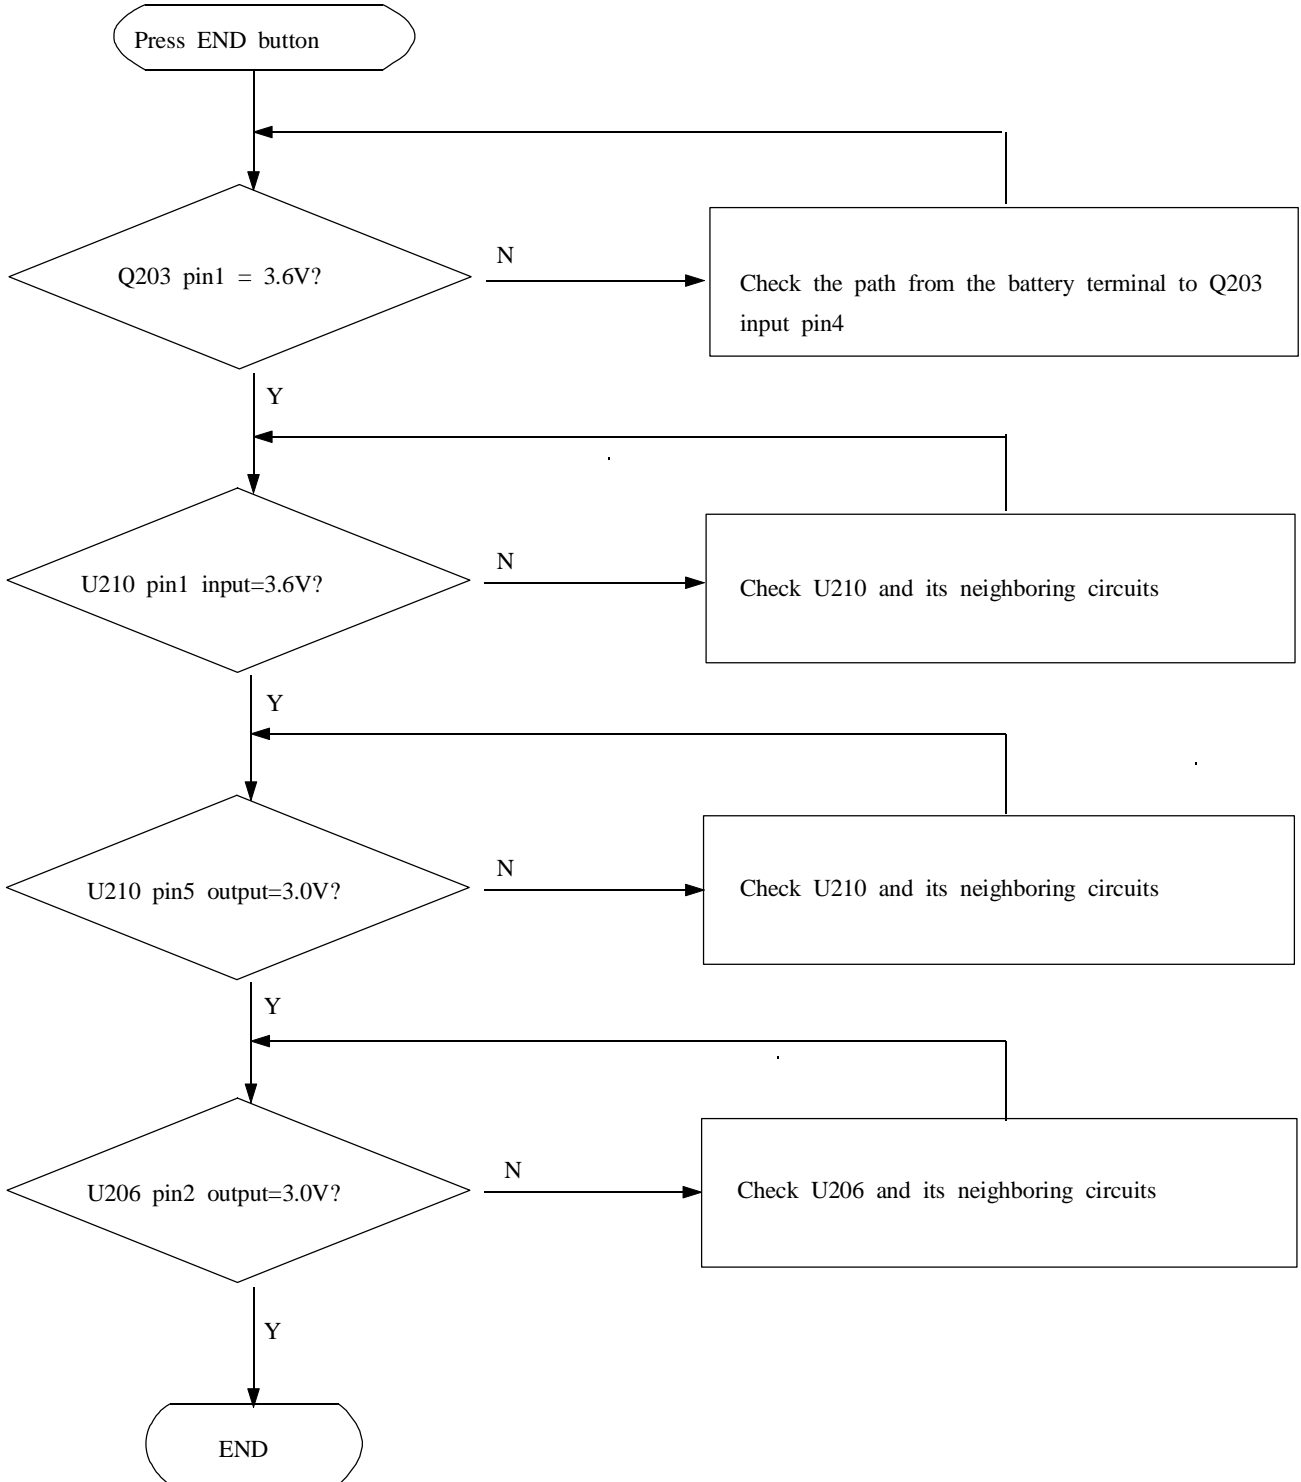 Press END button
Q203 pin1 = 3.6V?
N
Check the path from the battery terminal to Q203
input pin4
Y
U210 pin1 input=3.6V?
N
Check U210 and its neighboring circuits
Y
U210 pin5 output=3.0V?
N
Check U210 and its neighboring circuits
Y
U206 pin2 output=3.0V?
N
Check U206 and its neighboring circuits
Y
END